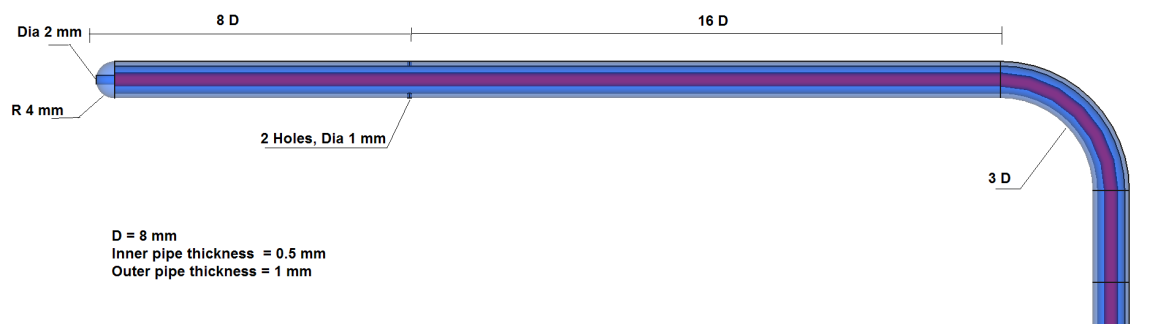 8 D
16 D
Dia 2 mm
R 4 mm
2 Holes, Dia 1 mm
3 D
D = 8 mm
Inner pipe thickness = 0.5 mm
Outer pipe thickness = 1 mm